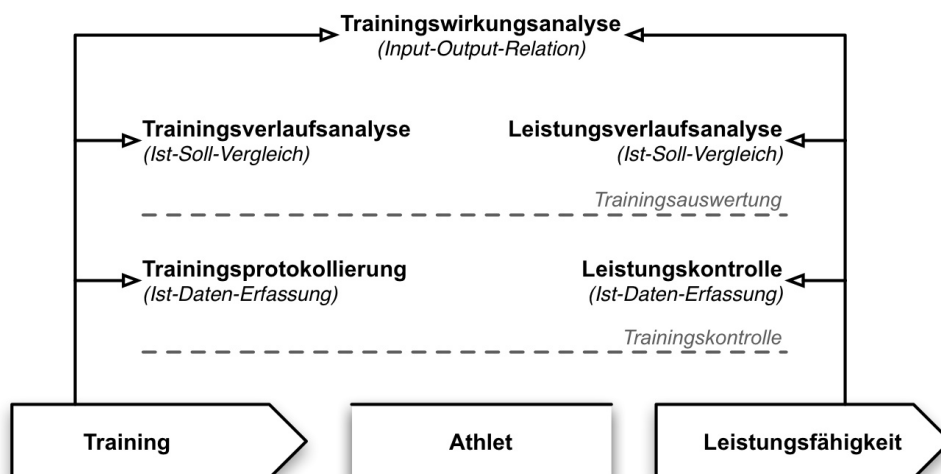 Trainingswirkungsanalyse
(Input-Output-Relation)
Trainingsverlaufsanalyse
(Ist-Soll-Vergleich)
Leistungsverlaufsanalyse
(Ist-Soll-Vergleich)
Trainingsauswertung
Trainingsprotokollierung
(Ist-Daten-Erfassung)
Leistungskontrolle
(Ist-Daten-Erfassung)
Trainingskontrolle
Training
Athlet
Leistungsfähigkeit